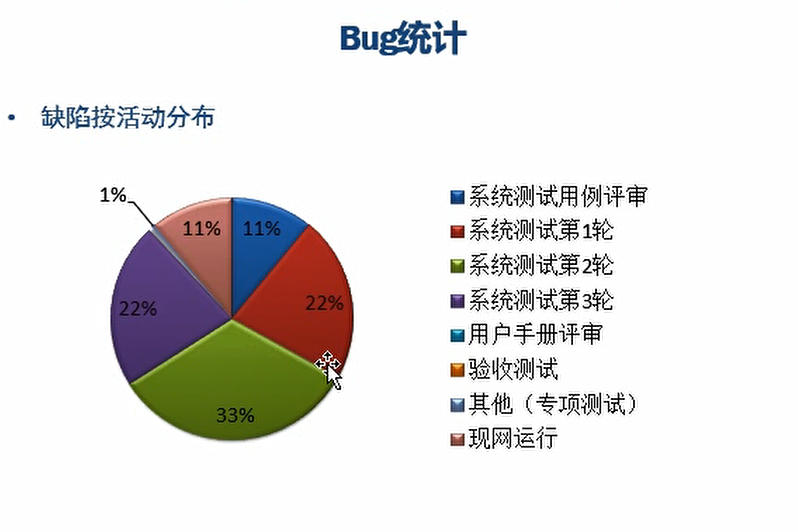 Bug统计
• 缺陷按活动分布
1%
11%
11%
22%
22%
33%
系统测试用例评审
系统测试第1轮
系统测试第2轮
系统测试第3轮
用户手册评审
验收测试
其他（专项测试）
现网运行